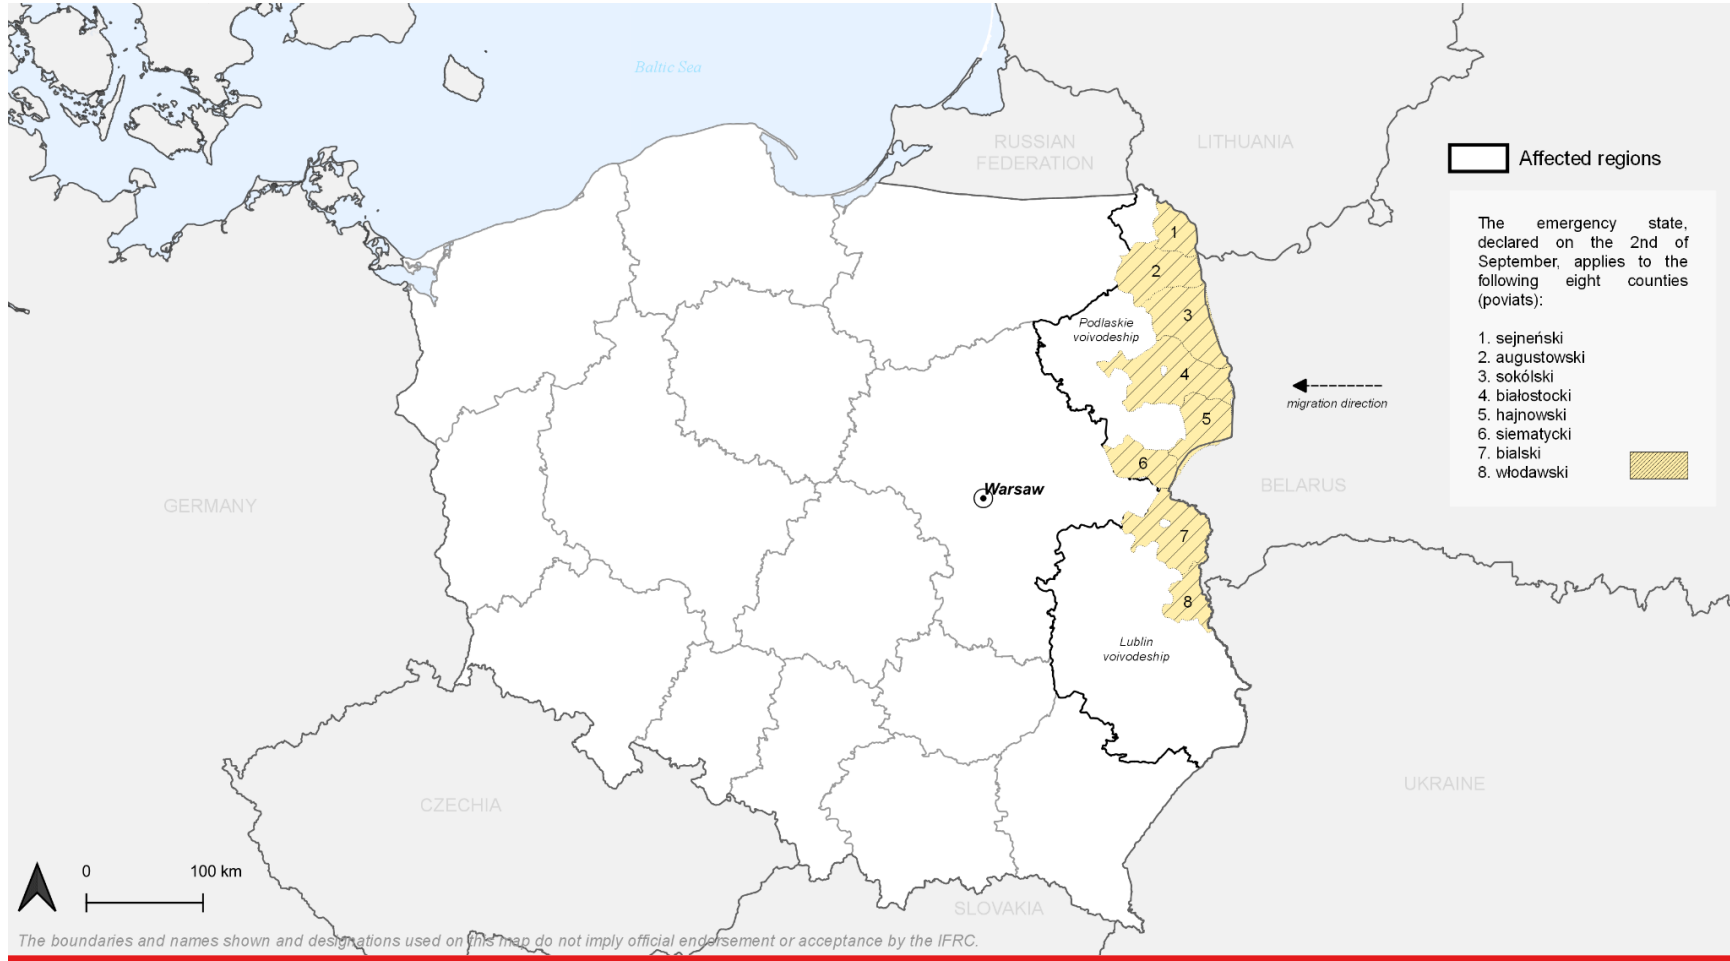 Baltic Sea
RUSSIAN
FEDERATION
LITHUANIA
Affected regions
The emergency state,
declared on the 2nd of
September, applies to the
following eight counties
(poviats):
1. sejneński
2. augustowski
3. sokólski
4. białostocki
5. hajnowski
6. siematycki
7. bialski
8. włodawski
1
2
3
Podlaskie
voivodeship
4
migration direction
5
6
Warsaw
BELARUS
GERMANY
7
8
Lublin
voivodeship
UKRAINE
CZECHIA
0 100 km
SLOVAKIA
The boundaries and names shown and designations used on this map do not imply official endorsement or acceptance by the IFRC.